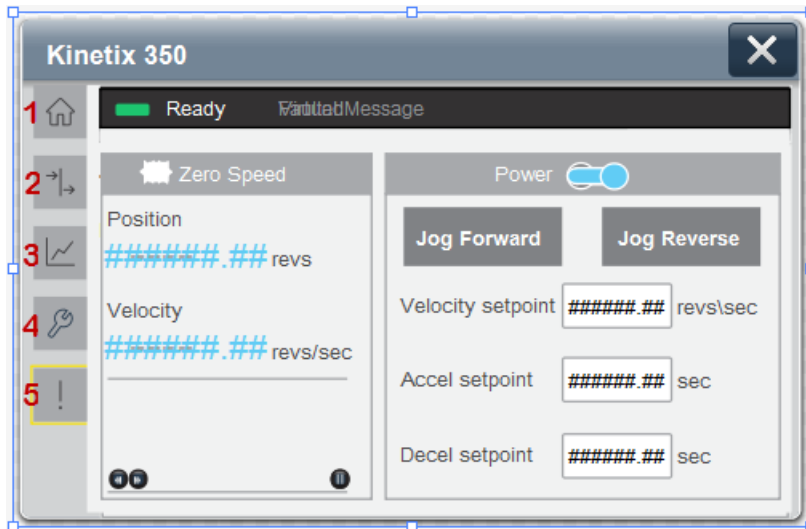 Kinetix 350
1
Ready
2
Zero Speed
Power
Position
######.## revs
Jog Forward
Jog Reverse
3
Velocity setpoint ######.## revs\sec
Velocity
######.## revs/sec
4
Accel setpoint ######.## sec
5
Decel setpoint ######.## sec